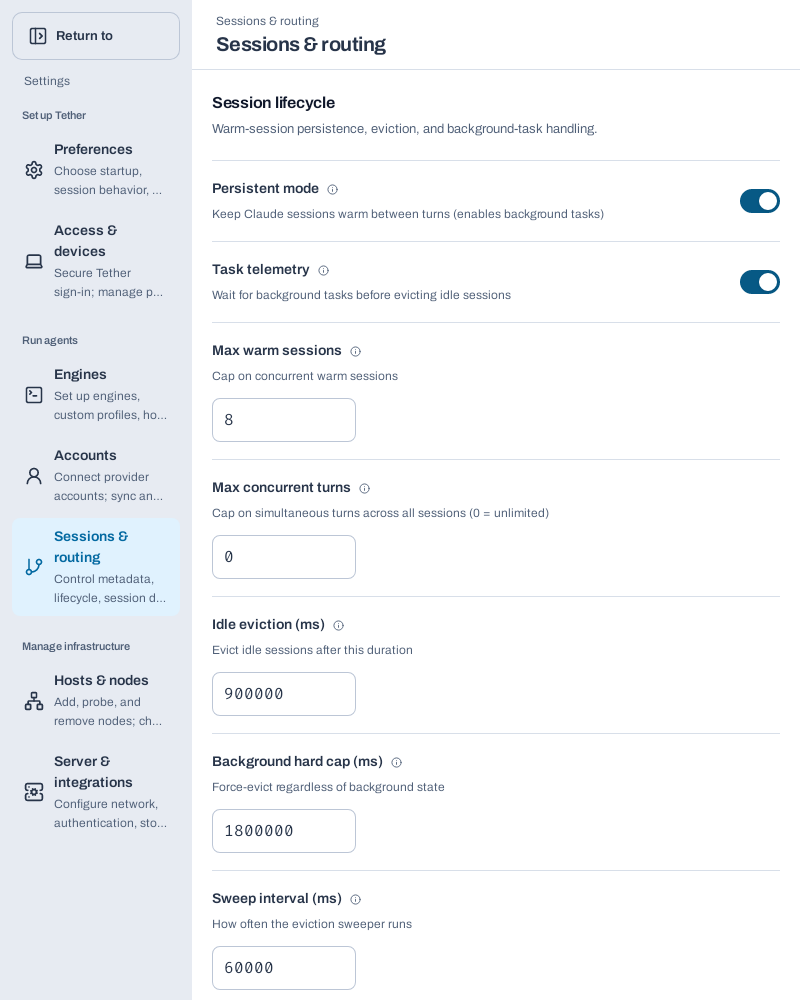 Return to
Settings
Set up Tether
Preferences
Choose startup,
session behavior, ...
Access &
devices
Secure Tether
sign-in; manage p...
Run agents
Engines
Set up engines,
custom profiles, ho...
Accounts
Connect provider
accounts; sync an...
Sessions &
routing
Control metadata,
lifecycle, session d...
Manage infrastructure
Hosts & nodes
Add, probe, and
remove nodes; ch...
Server &
integrations
Configure network,
authentication, sto...
Sessions & routing
Sessions & routing
Session lifecycle
Warm-session persistence, eviction, and background-task handling.
Persistent mode
Keep Claude sessions warm between turns (enables background tasks)
Task telemetry
Wait for background tasks before evicting idle sessions
Max warm sessions
Cap on concurrent warm sessions
8
Max concurrent turns
Cap on simultaneous turns across all sessions (0 = unlimited)
0
Idle eviction (ms)
Evict idle sessions after this duration
900000
Background hard cap (ms)
Force-evict regardless of background state
1800000
Sweep interval (ms)
How often the eviction sweeper runs
60000